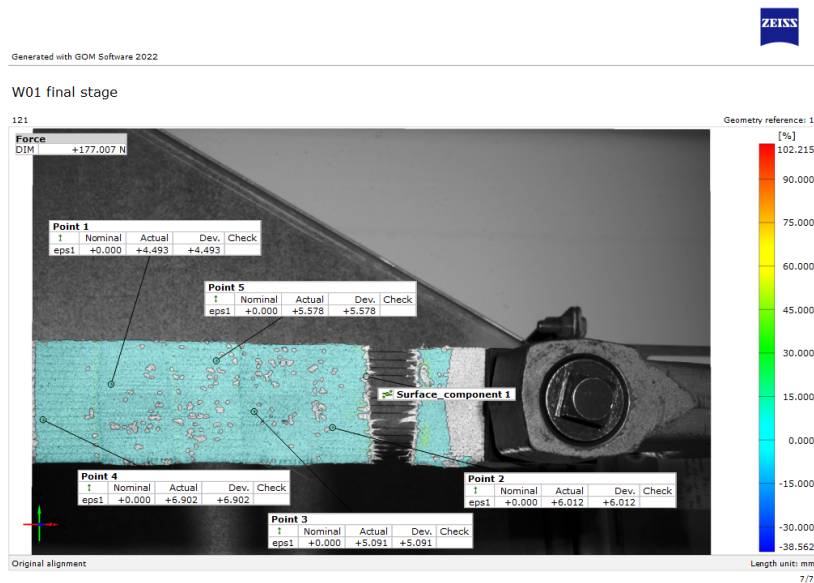 ZEISS
Generated with GOM Software 2022
W01 final stage
121
Geometry reference: 1
Force
DIM +177.007 N
[%]
102.215
90.000
75.000
60.000
45.000
30.000
15.000
0.000
-15.000
-30.000
-38.562
Point 1
↕ Nominal Actual Dev. Check
eps1 +0.000 +4.493 +4.493
Point 5
↕ Nominal Actual Dev. Check
eps1 +0.000 +5.578 +5.578
Surface_component 1
Point 4
↕ Nominal Actual Dev. Check
eps1 +0.000 +6.902 +6.902
Point 2
↕ Nominal Actual Dev. Check
eps1 +0.000 +6.012 +6.012
Point 3
↕ Nominal Actual Dev. Check
eps1 +0.000 +5.091 +5.091
Original alignment
Length unit: mm
7/7